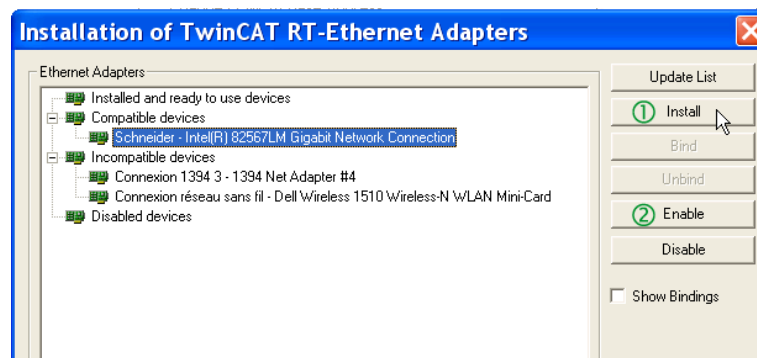 Installation of TwinCAT RT-Ethernet Adapters
Ethernet Adapters
Installed and ready to use devices
Compatible devices
Schneider - Intel(R) 82567LM Gigabit Network Connection
Incompatible devices
Connexion 1394 3 - 1394 Net Adapter #4
Connexion réseau sans fil - Dell Wireless 1510 Wireless-N WLAN Mini-Card
Disabled devices
Update List
1 Install
Bind
Unbind
2 Enable
Disable
Show Bindings